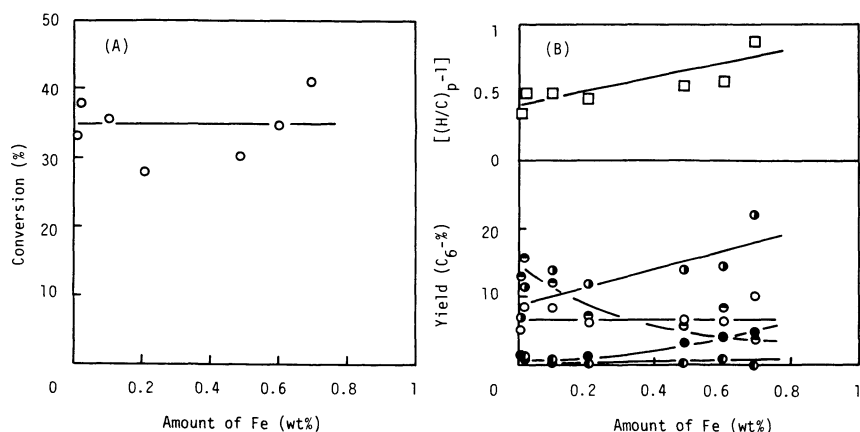 (A)
50
40
30
20
10
0
Conversion (%)
0 0.2 0.4 0.6 0.8 1
Amount of Fe (wt%)
(B)
1
0.5
0
[(H/C)p-1]
20
10
0
Yield (C6-%)
0 0.2 0.4 0.6 0.8 1
Amount of Fe (wt%)